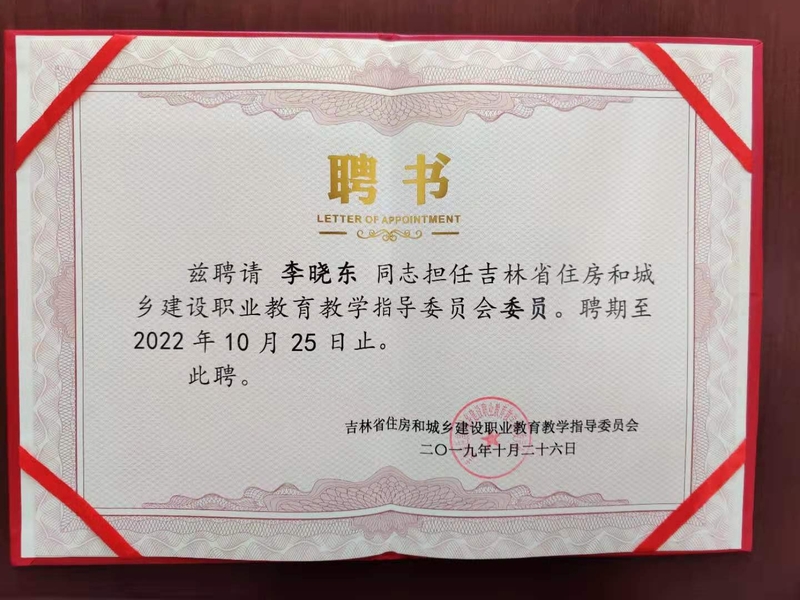 聘书
LETTER OF APPOINTMENT
兹聘请 李晓东 同志担任吉林省住房和城
乡建设职业教育教学指导委员会委员。聘期至
2022 年 10 月 25 日止。
此聘。
吉林省住房和城乡建设职业教育教学指导委员会
二〇一九年十月二十六日